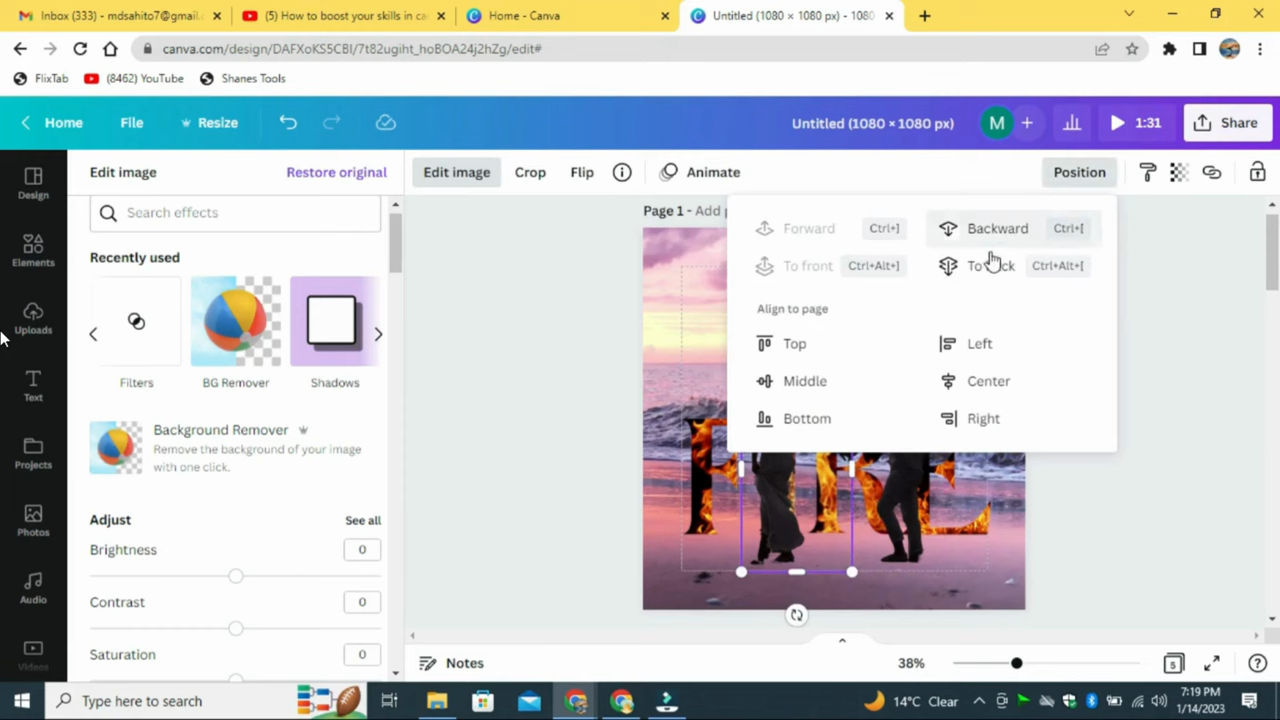 Inbox (333) - mdsahito7@gmail.
(5) How to boost your skills in ca
Home - Canva
Untitled (1080 × 1080 px) - 1080
canva.com/design/DAFXoKS5CBI/7t82ugiht_hoBOA24j2hZg/edit#
FlixTab
(8462) YouTube
Shanes Tools
Home
File
Resize
Untitled (1080 × 1080 px)
M
1:31
Share
Design
Elements
Uploads
Text
Projects
Photos
Audio
Videos
Edit image
Restore original
Search effects
Recently used
Filters
BG Remover
Shadows
Background Remover
Remove the background of your image
with one click.
Adjust
See all
Brightness
0
Contrast
0
Saturation
0
Edit image
Crop
Flip
Animate
Position
Page 1 - Add p
Forward
Ctrl+]
Backward
Ctrl+[
To front
Ctrl+Alt+]
Ctrl+Alt+[
Align to page
Top
Left
Middle
Center
Bottom
Right
Notes
38%
5
Type here to search
14°C Clear
7:19 PM
1/14/2023